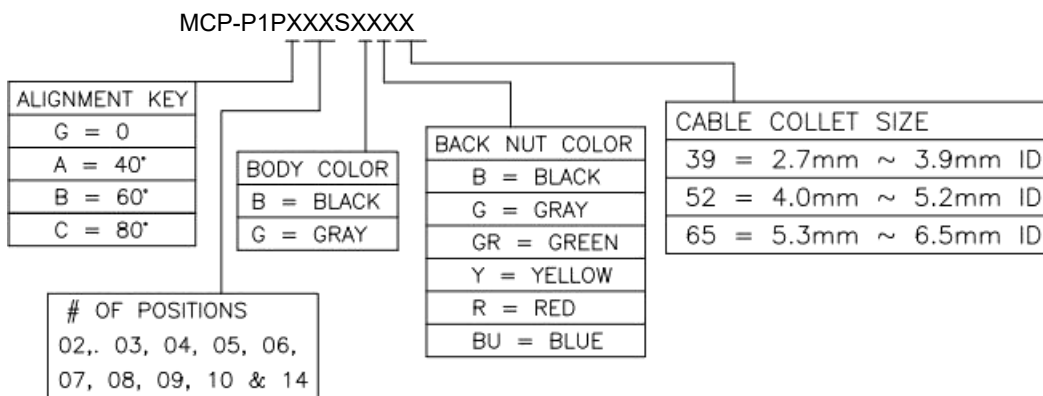 MCP-P1PXXXSXXXX
ALIGNMENT KEY
G = 0
A = 40°
B = 60°
C = 80°
# OF POSITIONS
02,. 03, 04, 05, 06,
07, 08, 09, 10 & 14
BODY COLOR
B = BLACK
G = GRAY
BACK NUT COLOR
B = BLACK
G = GRAY
GR = GREEN
Y = YELLOW
R = RED
BU = BLUE
CABLE COLLET SIZE
39 = 2.7mm ~ 3.9mm ID
52 = 4.0mm ~ 5.2mm ID
65 = 5.3mm ~ 6.5mm ID